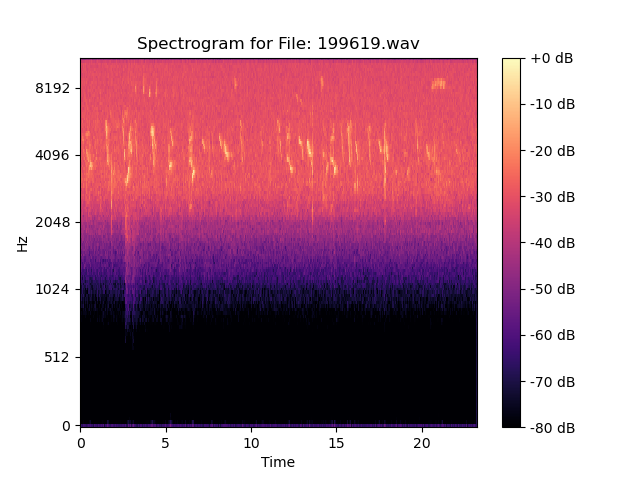 Spectrogram for File: 199619.wav
Hz
8192
4096
2048
1024
512
0
0 5 10 15 20
Time
+0 dB
-10 dB
-20 dB
-30 dB
-40 dB
-50 dB
-60 dB
-70 dB
-80 dB